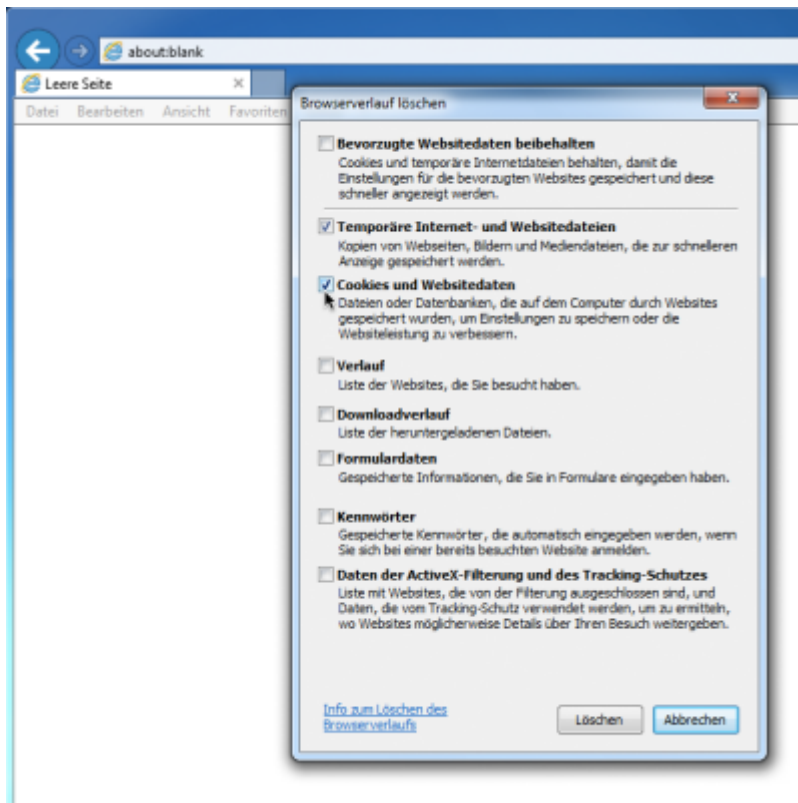 about:blank
Leere Seite
Datei Bearbeiten Ansicht Favoriten
Browserverlauf löschen
Bevorzugte Websitedaten beibehalten
Cookies und temporäre Internetdateien behalten, damit die
Einstellungen für die bevorzugten Websites gespeichert und diese
schneller angezeigt werden.
Temporäre Internet- und Websitedateien
Kopien von Webseiten, Bildern und Mediendateien, die zur schnelleren
Anzeige gespeichert werden.
Cookies und Websitedaten
Dateien oder Datenbanken, die auf dem Computer durch Websites
gespeichert wurden, um Einstellungen zu speichern oder die
Websiteleistung zu verbessern.
Verlauf
Liste der Websites, die Sie besucht haben.
Downloadverlauf
Liste der heruntergeladenen Dateien.
Formulardaten
Gespeicherte Informationen, die Sie in Formulare eingegeben haben.
Kennwörter
Gespeicherte Kennwörter, die automatisch eingegeben werden, wenn
Sie sich bei einer bereits besuchten Website anmelden.
Daten der ActiveX-Filterung und des Tracking-Schutzes
Liste mit Websites, die von der Filterung ausgeschlossen sind, und
Daten, die vom Tracking-Schutz verwendet werden, um zu ermitteln,
wo Websites möglicherweise Details über Ihren Besuch weitergeben.
Info zum Löschen des
Browserverlaufs
Löschen Abbrechen